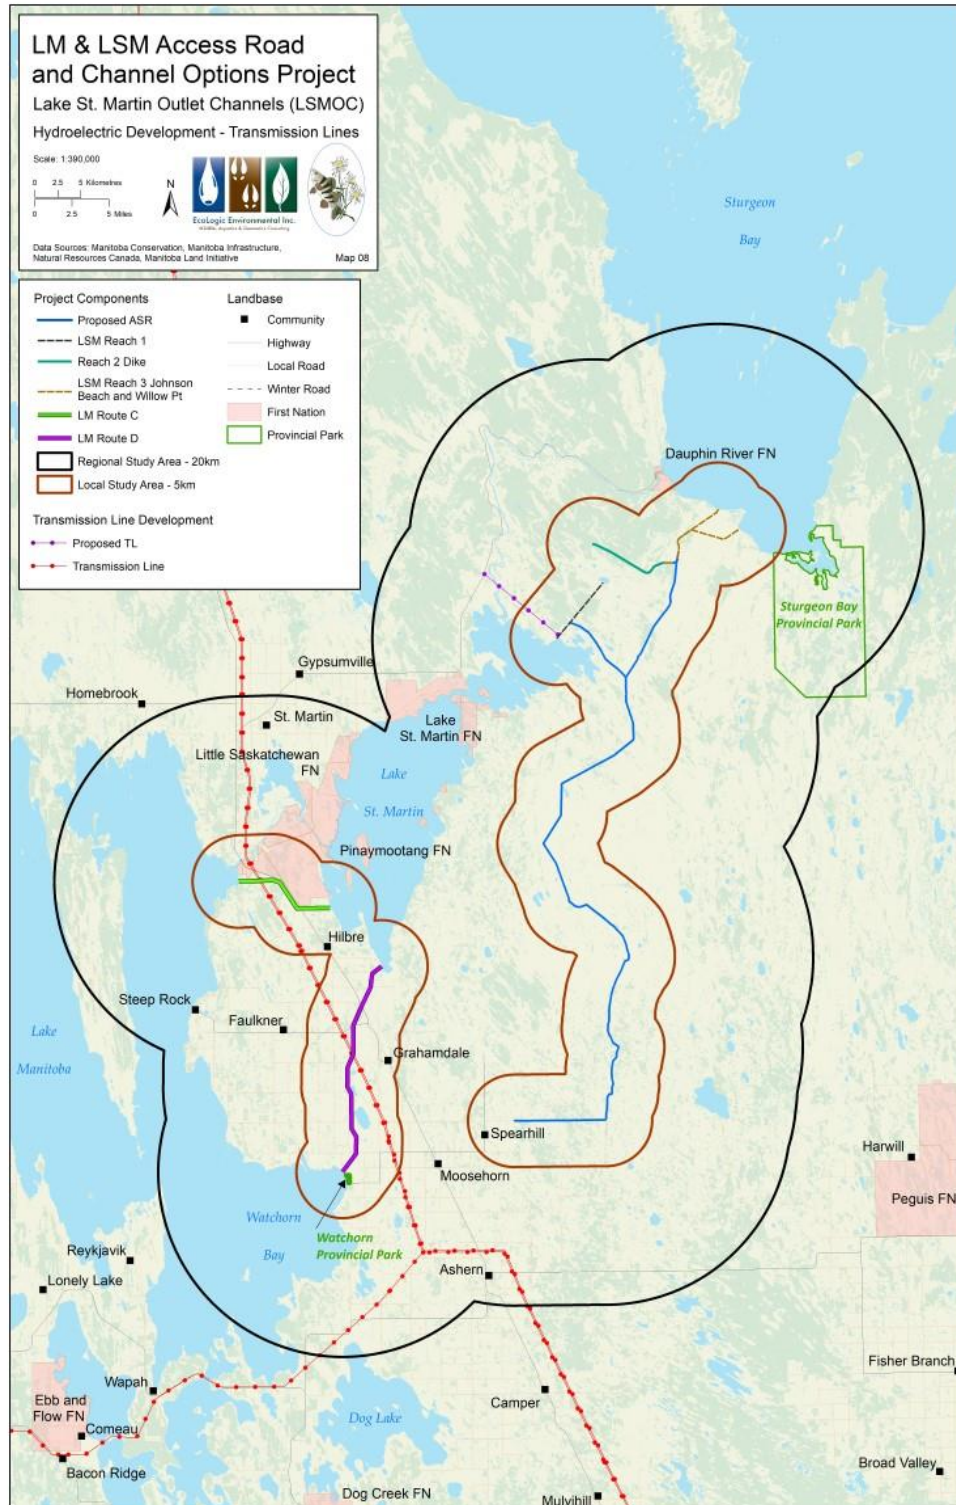 LM & LSM Access Road
and Channel Options Project
Lake St. Martin Outlet Channels (LSMOC)
Hydroelectric Development - Transmission Lines
Scale: 1:390,000
0 2.5 5 Kilometres
0 2.5 5 Miles
N
EcoLogic Environmental Inc.
Data Sources: Manitoba Conservation, Manitoba Infrastructure,
Natural Resources Canada, Manitoba Land Initiative
Map 08
Project Components
Proposed ASR
LSM Reach 1
Reach 2 Dike
LSM Reach 3 Johnson
Beach and Willow Pt
LM Route C
LM Route D
Regional Study Area - 20km
Local Study Area - 5km
Transmission Line Development
Proposed TL
Transmission Line
Landbase
Community
Highway
Local Road
Winter Road
First Nation
Provincial Park
Sturgeon
Bay
Dauphin River FN
Sturgeon Bay
Provincial Park
Gypsumville
Homebrook
St. Martin
Lake
St. Martin FN
Little Saskatchewan
FN
Lake
St. Martin
Pinaymootang FN
Hilbre
Steep Rock
Faulkner
Lake
Manitoba
Grahamdale
Spearhill
Moosehorn
Harwill
Peguis FN
Watchorn
Bay
Watchorn
Provincial Park
Reykjavik
Lonely Lake
Ashern
Fisher Branch
Wapah
Ebb and
Flow FN
Comeau
Bacon Ridge
Camper
Dog Lake
Broad Valley
Dog Creek FN
Mulvihill